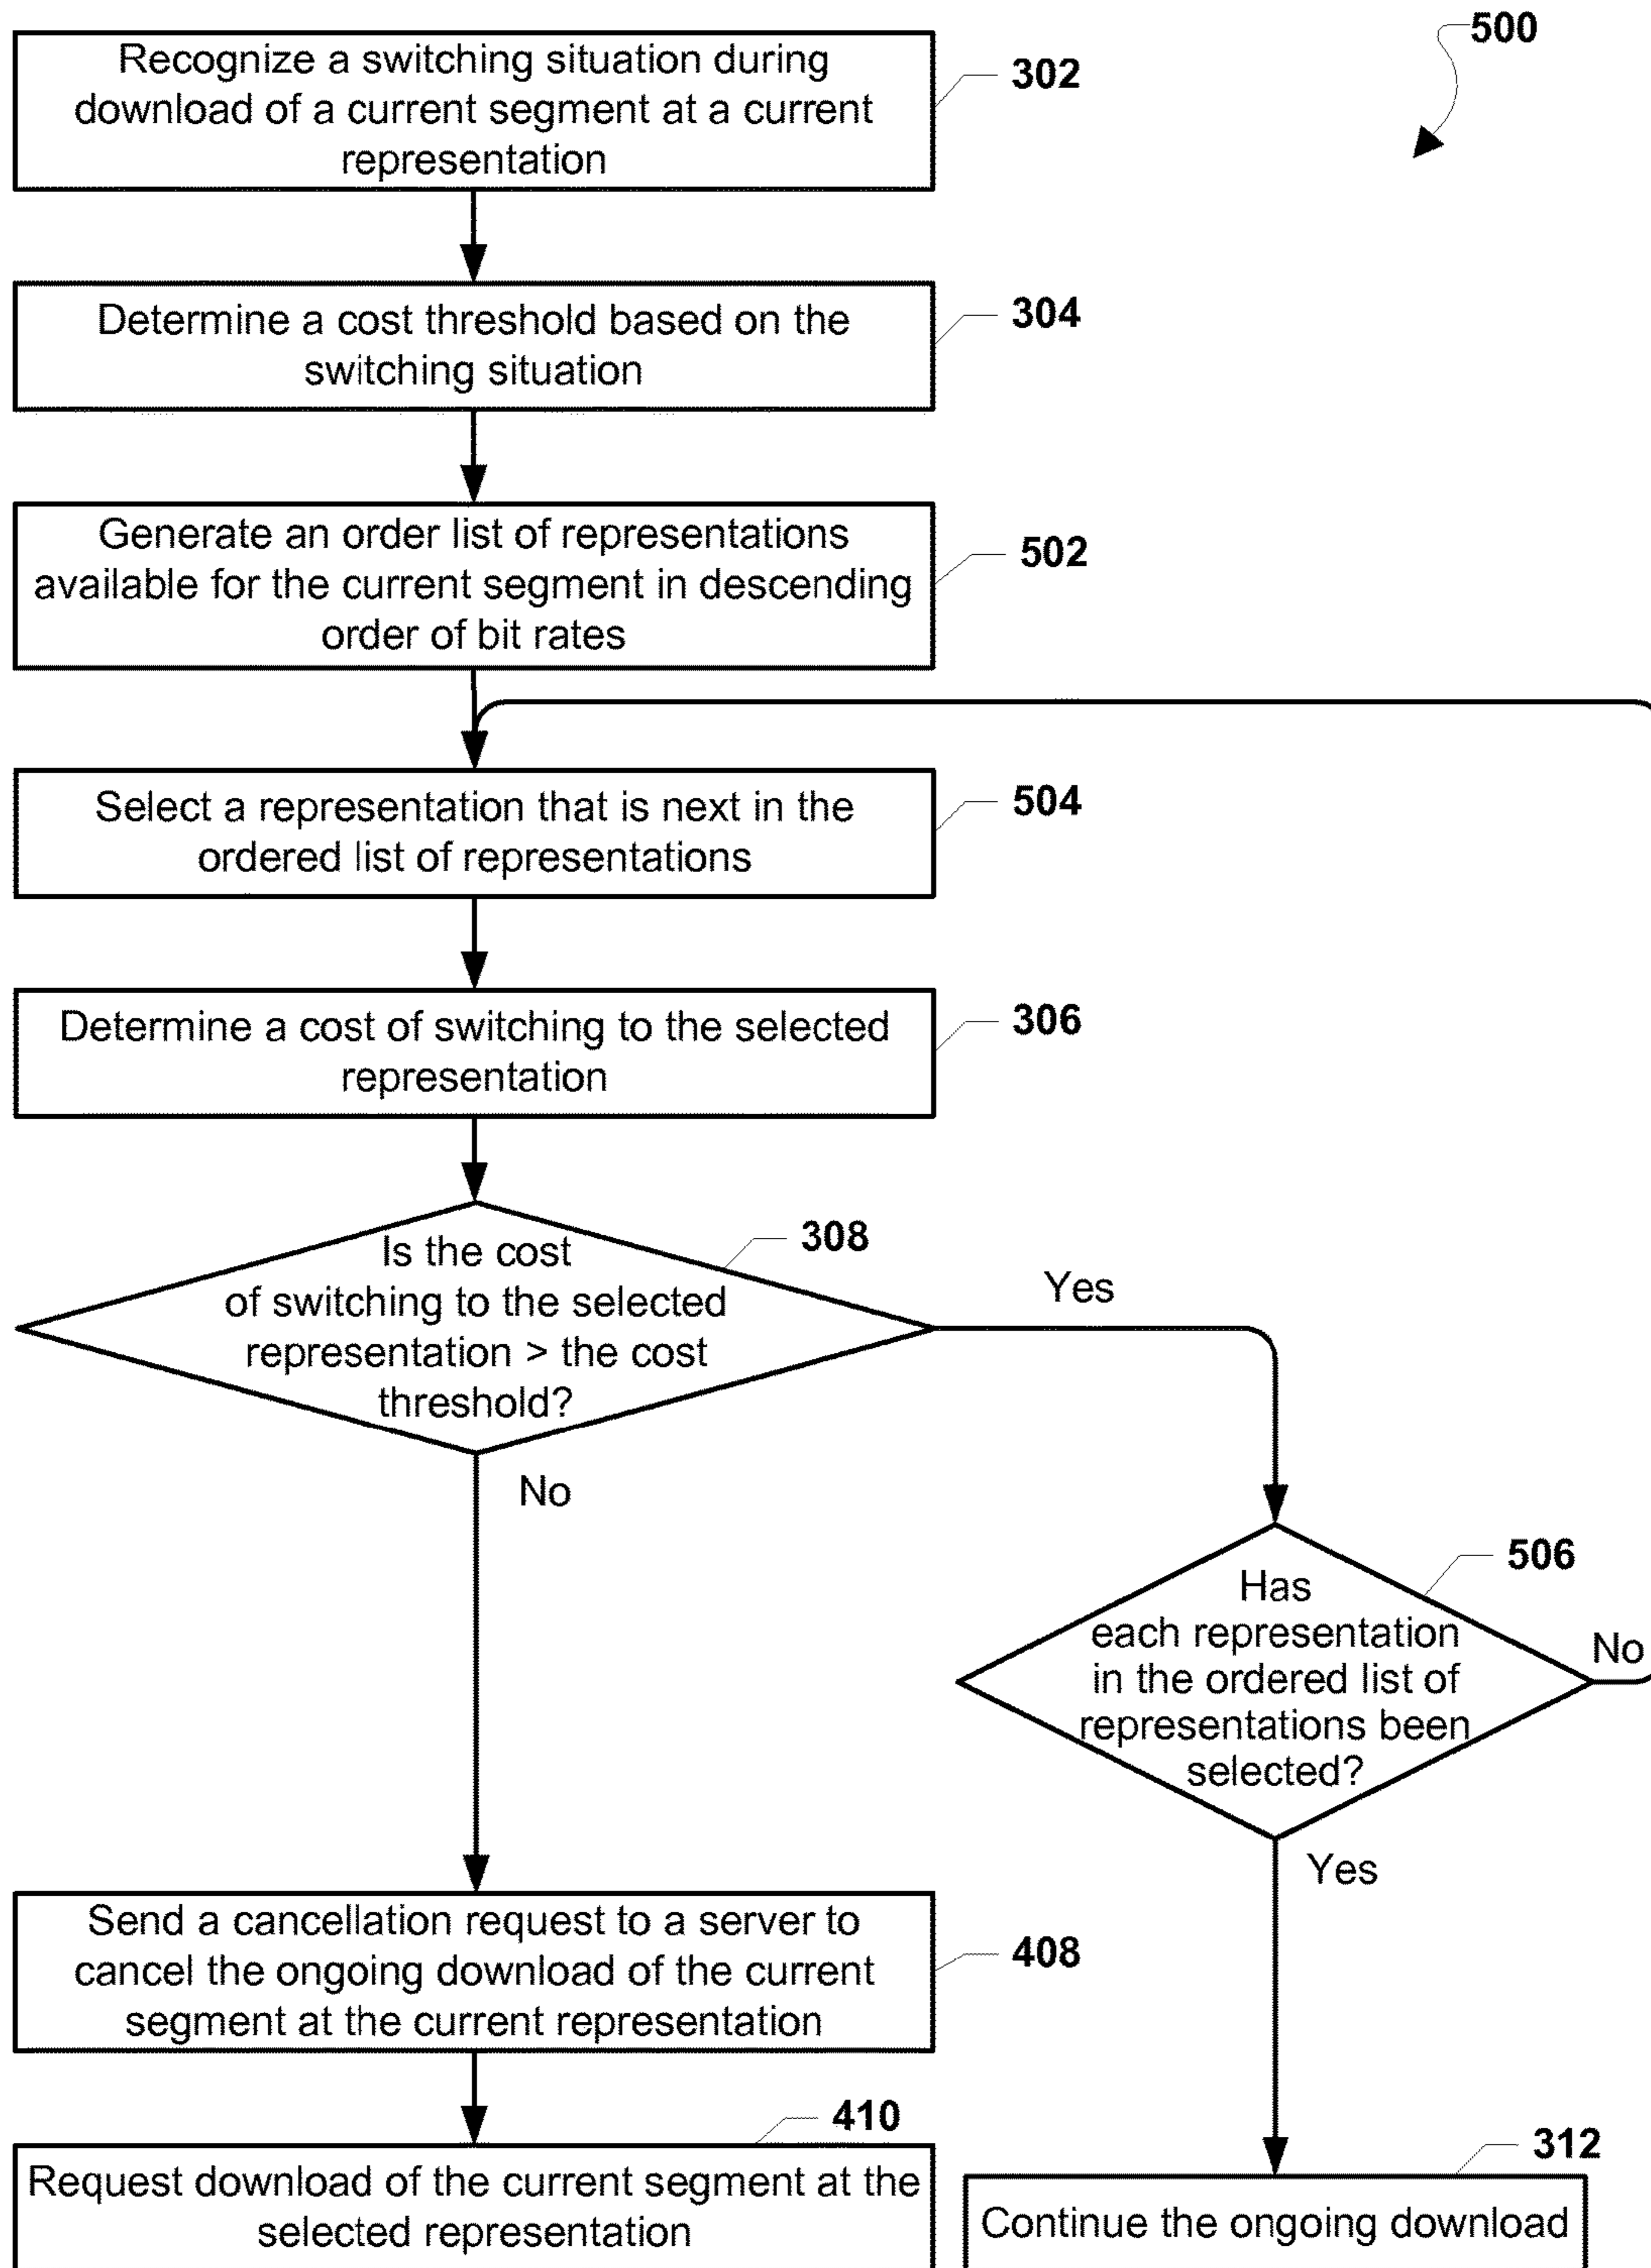 500
Recognize a switching situation during
download of a current segment at a current
representation
302
Determine a cost threshold based on the
switching situation
304
Generate an order list of representations
available for the current segment in descending
order of bit rates
502
Select a representation that is next in the
ordered list of representations
504
Determine a cost of switching to the selected
representation
306
Is the cost
of switching to the selected
representation > the cost
threshold?
308
Yes
No
Has
each representation
in the ordered list of
representations been
selected?
506
No
Yes
Send a cancellation request to a server to
cancel the ongoing download of the current
segment at the current representation
408
Request download of the current segment at the
selected representation
410
Continue the ongoing download
312